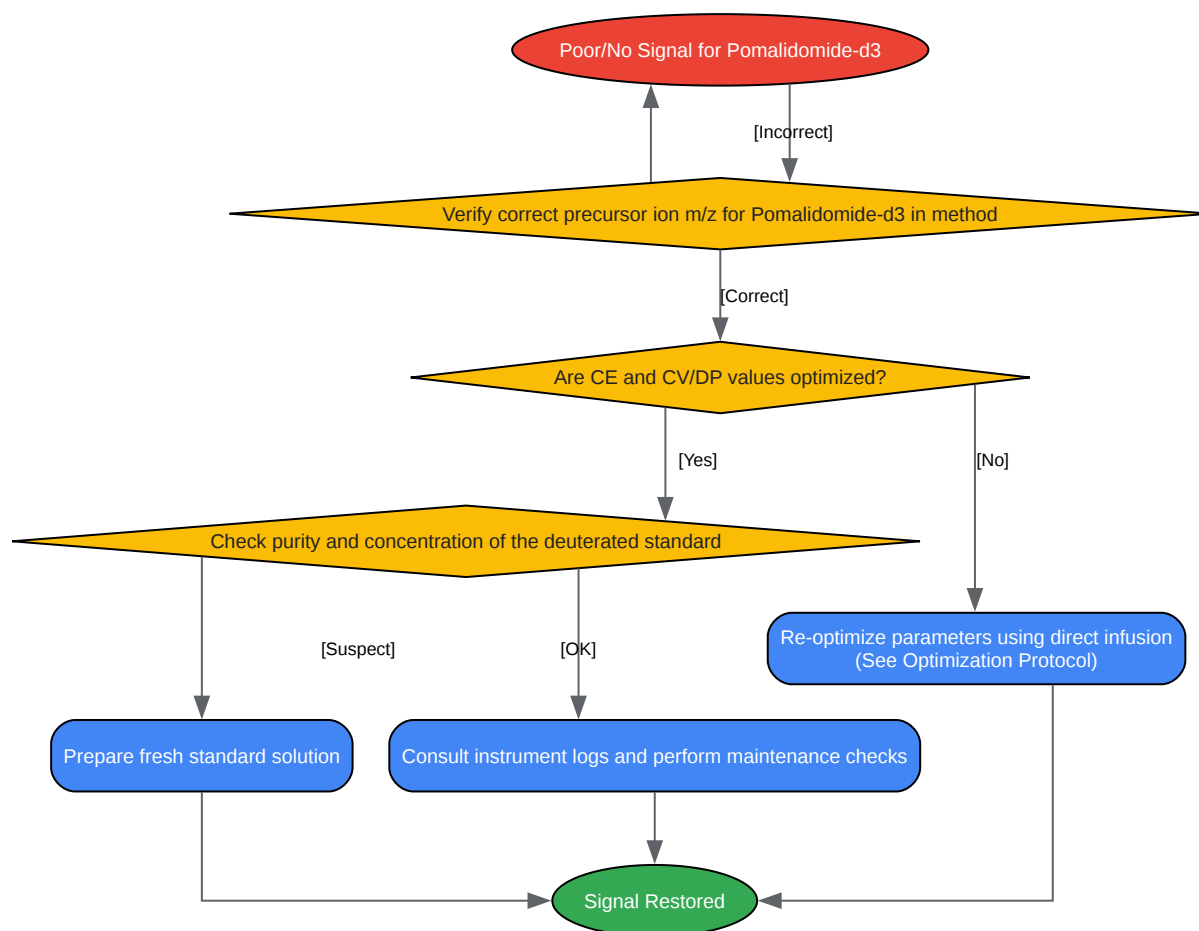 Poor/No Signal for Pomalidomide-d3
[Incorrect]
Verify correct precursor ion m/z for Pomalidomide-d3 in method
[Correct]
Are CE and CV/DP values optimized?
[Yes]
[No]
Check purity and concentration of the deuterated standard
[Suspect]
[OK]
Re-optimize parameters using direct infusion
(See Optimization Protocol)
Prepare fresh standard solution
Consult instrument logs and perform maintenance checks
Signal Restored